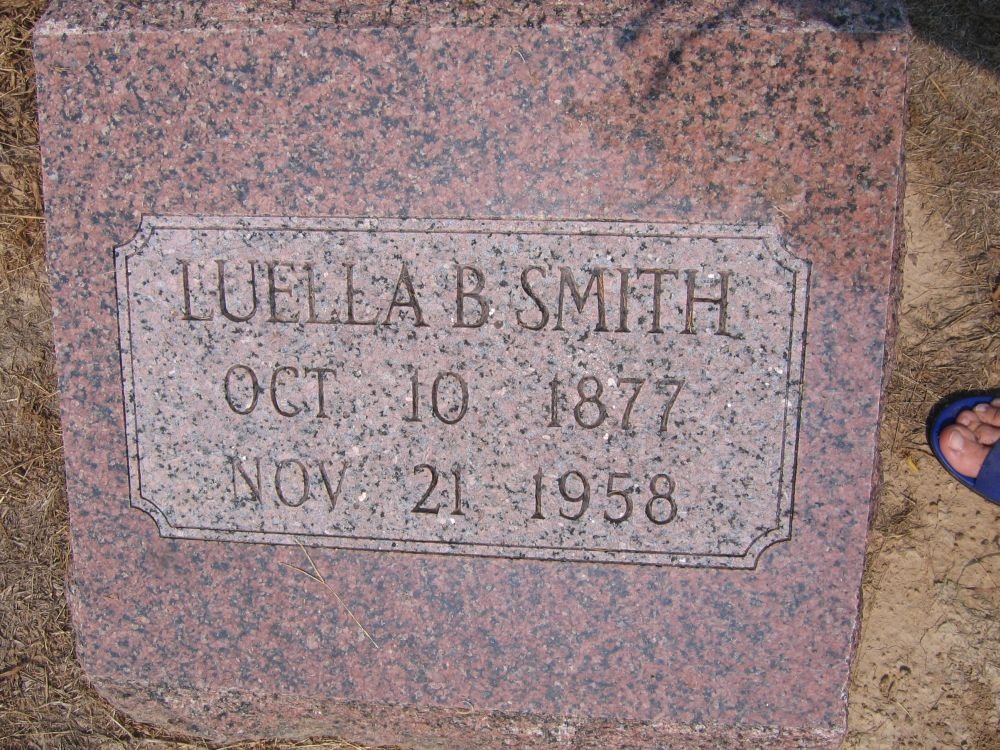 LUELLA B. SMITH
OCT. 10 1877
NOV 21 1958